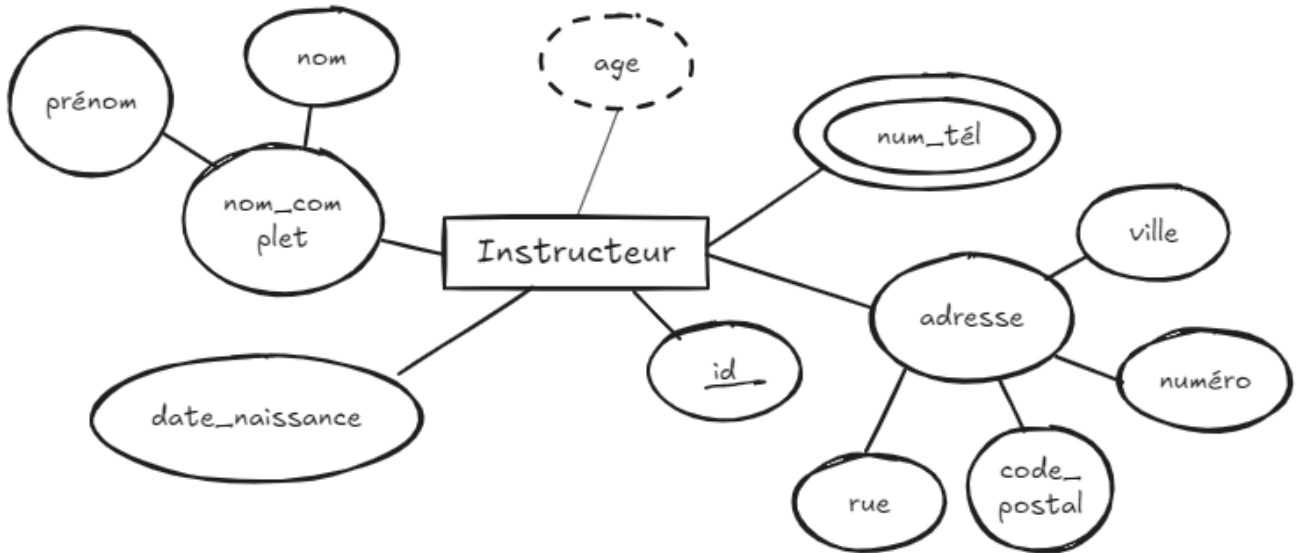 nom
age
prénom
num_tél
nom_com
plet
ville
Instructeur
adresse
id
numéro
date_naissance
code_
postal
rue